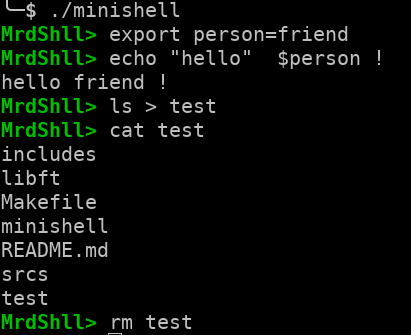 ╰─$ ./minishell
MrdShll> export person=friend
MrdShll> echo "hello"  $person !
hello friend !
MrdShll> ls > test
MrdShll> cat test
includes
libft
Makefile
minishell
README.md
srcs
test
MrdShll> rm test